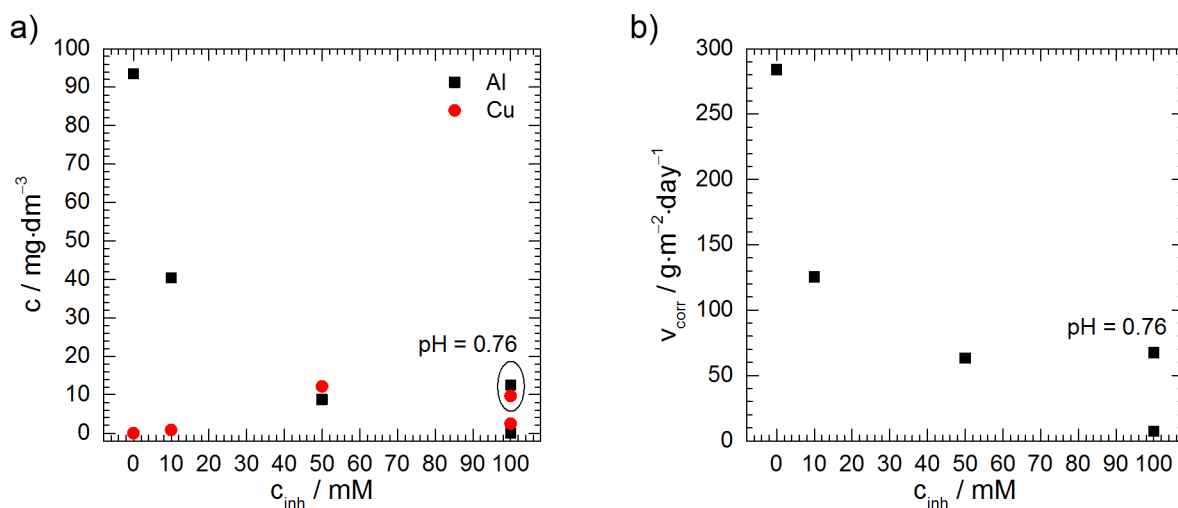 a)
c / mg·dm⁻³
100
90
80
70
60
50
40
30
20
10
0
Al
Cu
pH = 0.76
0 10 20 30 40 50 60 70 80 90 100
c_inh / mM
b)
v_corr / g·m⁻²·day⁻¹
300
250
200
150
100
50
0
pH = 0.76
0 10 20 30 40 50 60 70 80 90 100
c_inh / mM